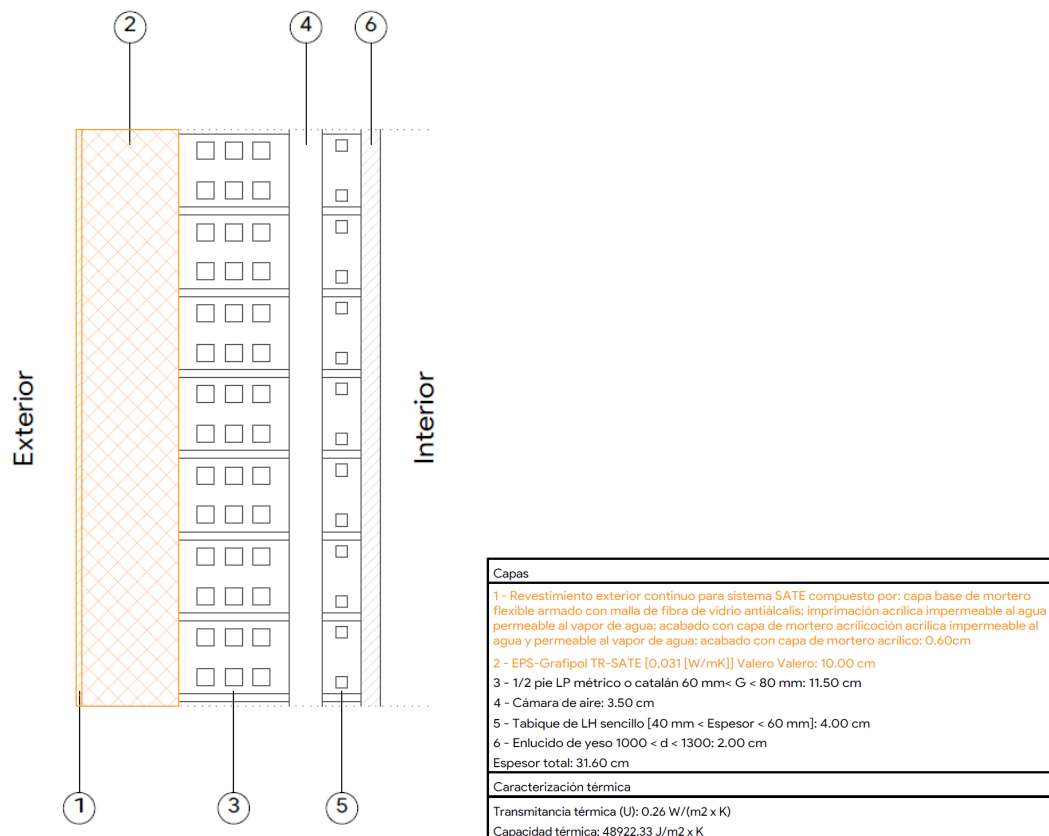 2
4
6
Exterior
Interior
1
3
5
Capas
1 - Revestimiento exterior continuo para sistema SATE compuesto por: capa base de mortero
flexible armado con malla de fibra de vidrio antiálcalis; imprimación acrílica impermeable al agua
permeable al vapor de agua; acabado con capa de mortero acrílicoción acrílica impermeable al
agua y permeable al vapor de agua; acabado con capa de mortero acrílico: 0.60cm
2 - EPS-Grafipol TR-SATE [0,031 [W/mK]] Valero Valero: 10.00 cm
3 - 1/2 pie LP métrico o catalán 60 mm< G < 80 mm: 11.50 cm
4 - Cámara de aire: 3.50 cm
5 - Tabique de LH sencillo [40 mm < Espesor < 60 mm]: 4.00 cm
6 - Enlucido de yeso 1000 < d < 1300: 2.00 cm
Espesor total: 31.60 cm
Caracterización térmica
Transmitancia térmica (U): 0.26 W/(m2 x K)
Capacidad térmica: 48922.33 J/m2 x K